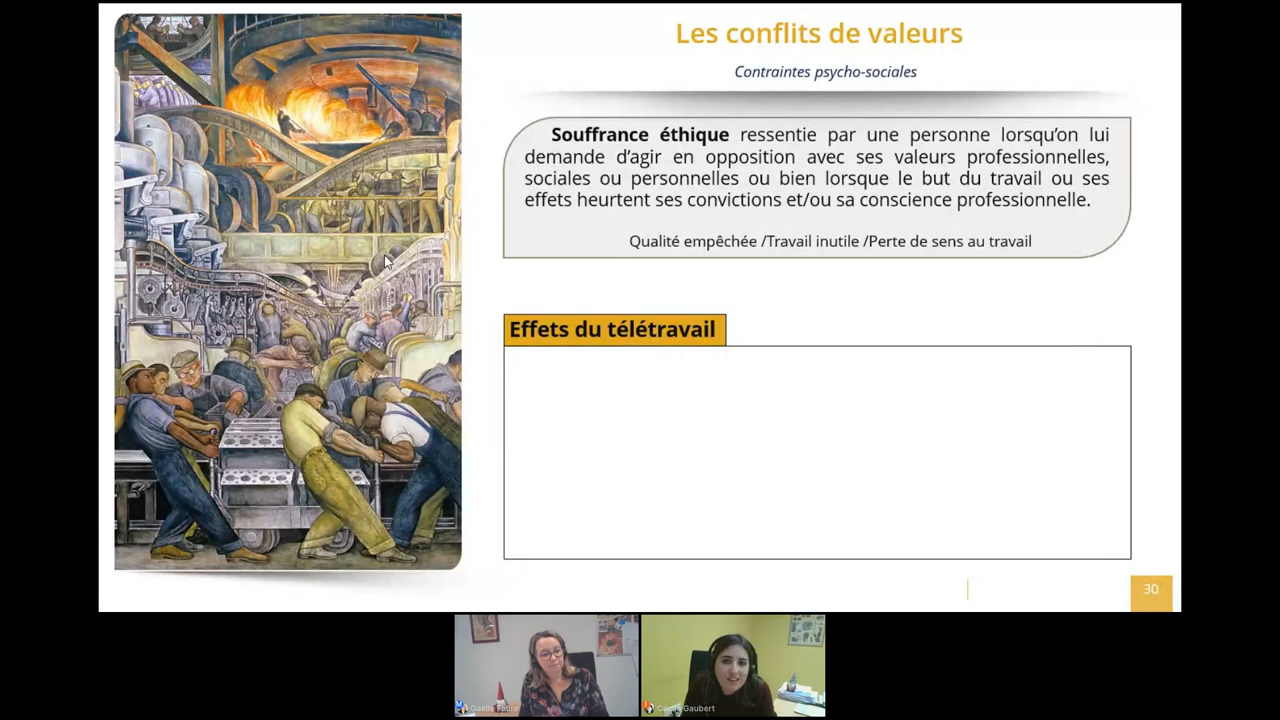 Les conflits de valeurs
Contraintes psycho-sociales
Souffrance éthique ressentie par une personne lorsqu'on lui
demande d'agir en opposition avec ses valeurs professionnelles,
sociales ou personnelles ou bien lorsque le but du travail ou ses
effets heurtent ses convictions et/ou sa conscience professionnelle.
Qualité empêchée /Travail inutile /Perte de sens au travail
Effets du télétravail
30
Gaelle Fabre
Cécile Gaubert